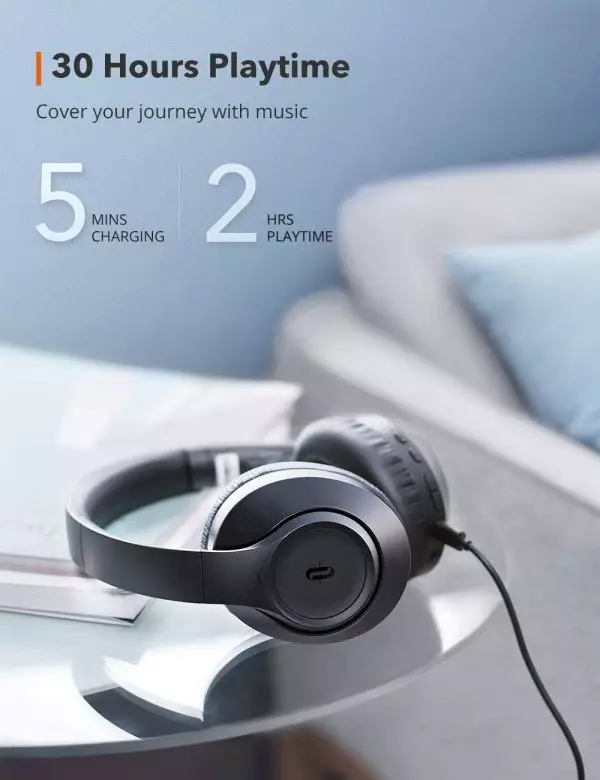 30 Hours Playtime
Cover your journey with music
5 MINS
CHARGING
2 HRS
PLAYTIME